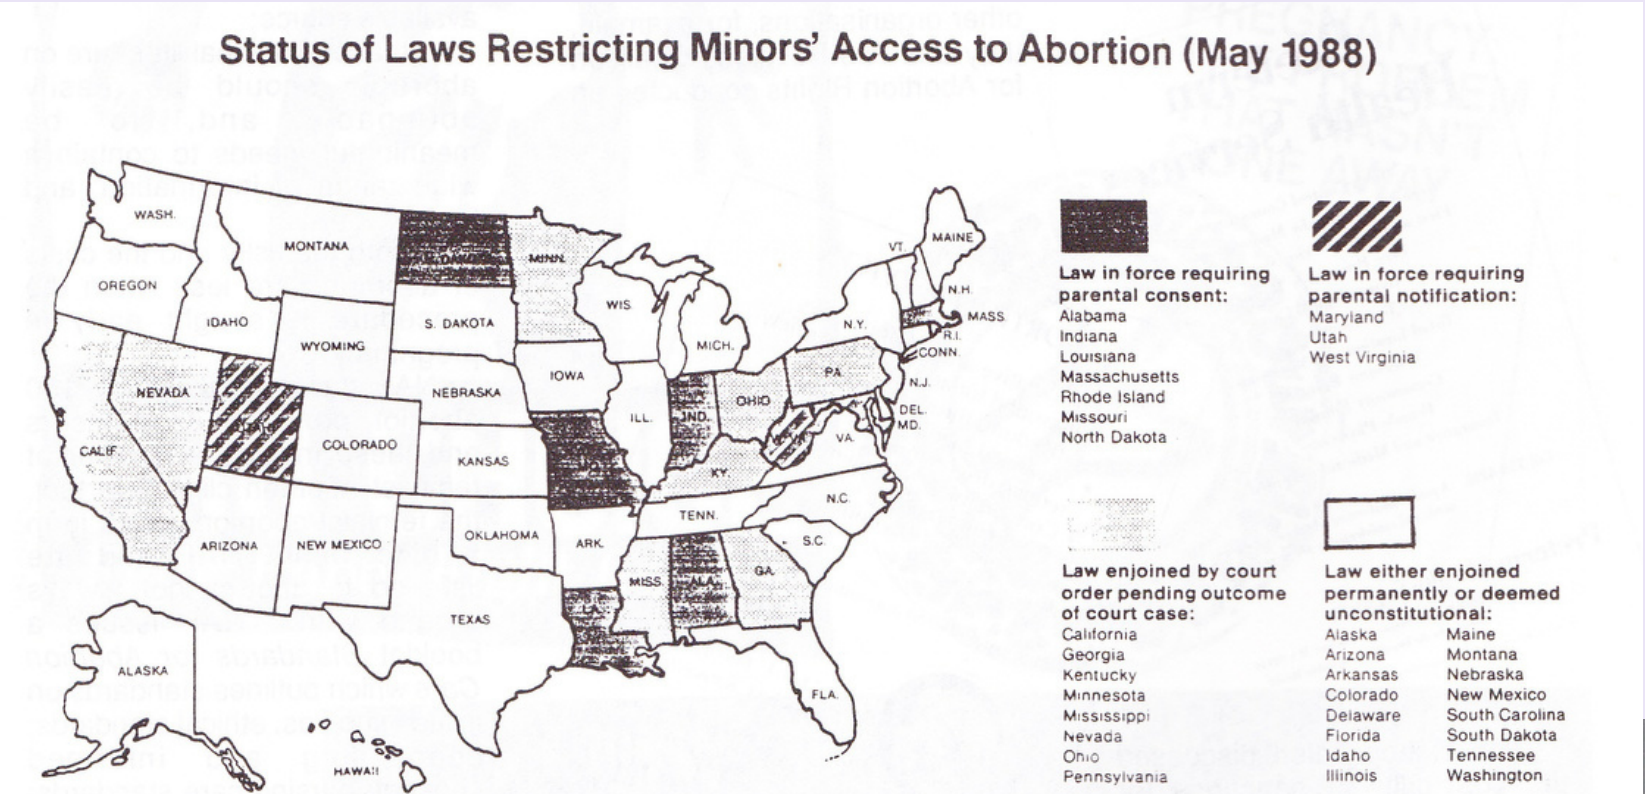 Status of Laws Restricting Minors' Access to Abortion (May 1988)
WASH.
MONTANA
OREGON
IDAHO
WYOMING
N. DAKOTA
S. DAKOTA
MINN.
WIS.
MICH.
VT.
MAINE
N.H.
MASS.
R.I.
CONN.
N.Y.
N.J.
PA.
DEL.
MD.
NEVADA
UTAH
COLORADO
NEBRASKA
IOWA
ILL.
IND.
OHIO
W. VA.
VA.
CALIF.
KANSAS
MO.
KY.
TENN.
N.C.
S.C.
ARIZONA
NEW MEXICO
OKLAHOMA
ARK.
MISS.
ALA.
GA.
TEXAS
LA.
FLA.
ALASKA
HAWAII
Law in force requiring
parental consent:
Alabama
Indiana
Louisiana
Massachusetts
Rhode Island
Missouri
North Dakota
Law in force requiring
parental notification:
Maryland
Utah
West Virginia
Law enjoined by court
order pending outcome
of court case:
California
Georgia
Kentucky
Minnesota
Mississippi
Nevada
Ohio
Pennsylvania
Law either enjoined
permanently or deemed
unconstitutional:
Alaska Maine
Arizona Montana
Arkansas Nebraska
Colorado New Mexico
Delaware South Carolina
Florida South Dakota
Idaho Tennessee
Illinois Washington